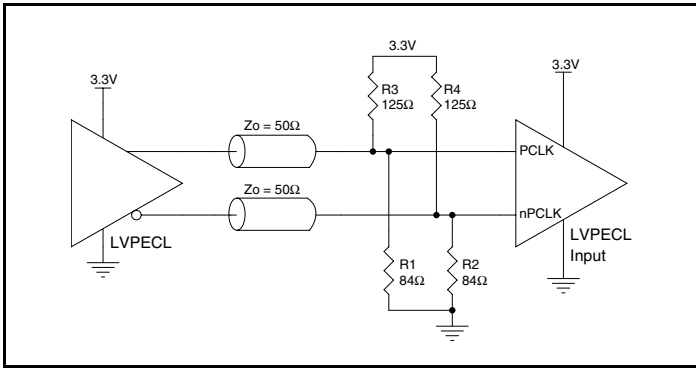 3.3V
3.3V
3.3V
R3
125Ω
R4
125Ω
Zo = 50Ω
PCLK
Zo = 50Ω
nPCLK
LVPECL
LVPECL
Input
R1
84Ω
R2
84Ω